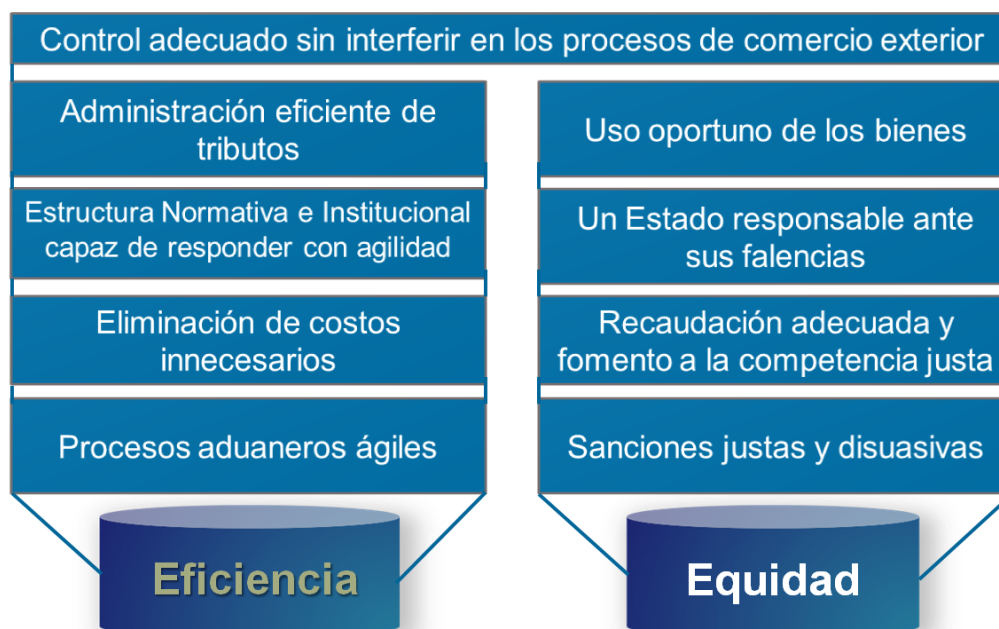 Control adecuado sin interferir en los procesos de comercio exterior
Administración eficiente de
tributos
Estructura Normativa e Institucional
capaz de responder con agilidad
Eliminación de costos
innecesarios
Procesos aduaneros ágiles
Eficiencia
Uso oportuno de los bienes
Un Estado responsable ante
sus falencias
Recaudación adecuada y
fomento a la competencia justa
Sanciones justas y disuasivas
Equidad